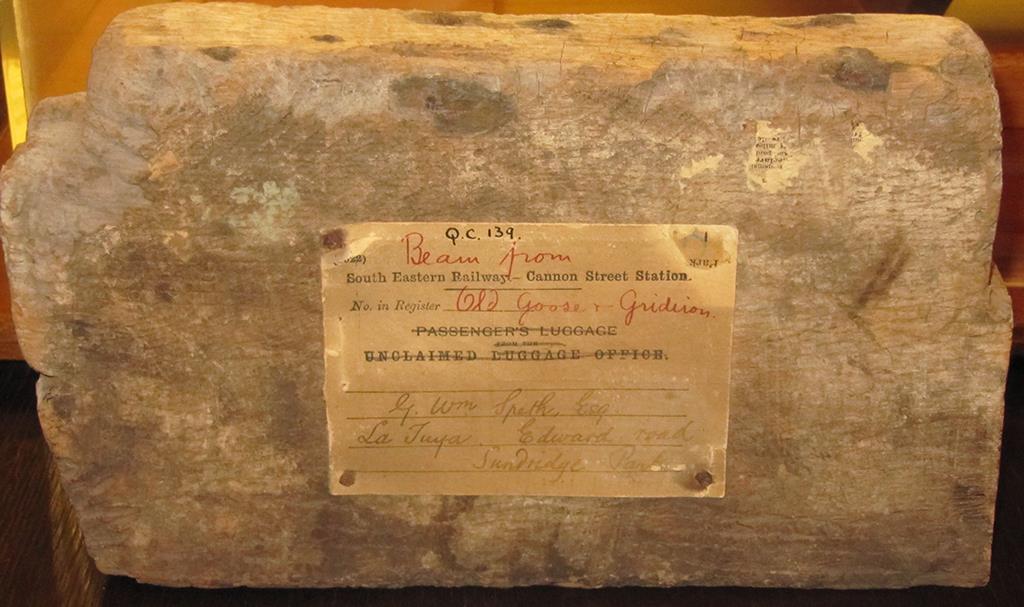 Q.C. 139.
Beam from
South Eastern Railway - Cannon Street Station.
No. in Register Old Goose & Gridiron.
PASSENGER'S LUGGAGE
FROM THE
UNCLAIMED LUGGAGE OFFICE.
G. Wm Speth, Esq.
La Tuya Edward road
Sundridge Park